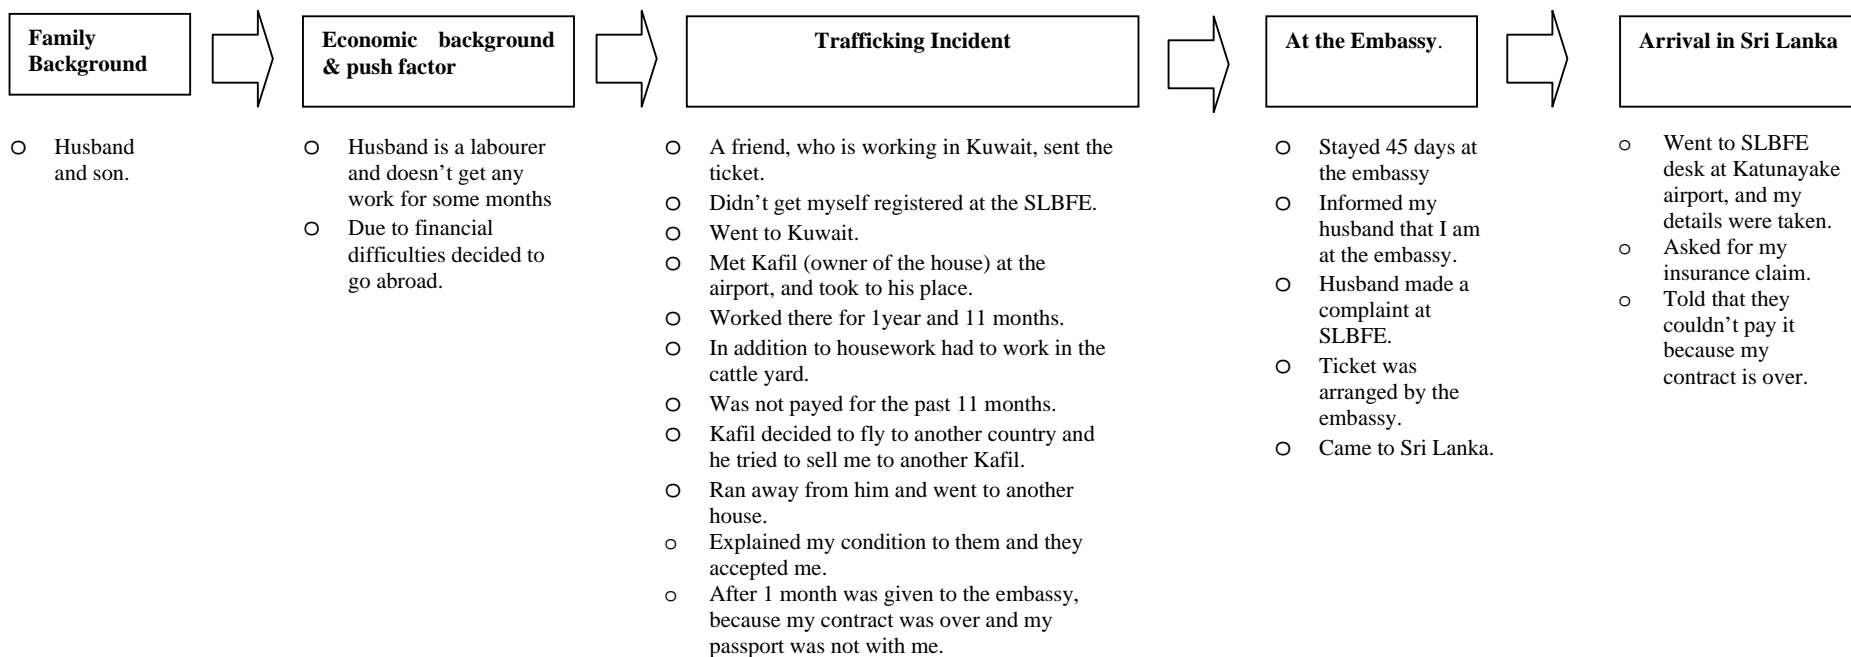 Family
Background
Economic background
& push factor
Trafficking Incident
At the Embassy.
Arrival in Sri Lanka
o Husband
and son.
o Husband is a labourer
and doesn’t get any
work for some months
o Due to financial
difficulties decided to
go abroad.
o A friend, who is working in Kuwait, sent the
ticket.
o Didn’t get myself registered at the SLBFE.
o Went to Kuwait.
o Met Kafil (owner of the house) at the
airport, and took to his place.
o Worked there for 1year and 11 months.
o In addition to housework had to work in the
cattle yard.
o Was not payed for the past 11 months.
o Kafil decided to fly to another country and
he tried to sell me to another Kafil.
o Ran away from him and went to another
house.
o Explained my condition to them and they
accepted me.
o After 1 month was given to the embassy,
because my contract was over and my
passport was not with me.
o Stayed 45 days at
the embassy
o Informed my
husband that I am
at the embassy.
o Husband made a
complaint at
SLBFE.
o Ticket was
arranged by the
embassy.
o Came to Sri Lanka.
o Went to SLBFE
desk at Katunayake
airport, and my
details were taken.
o Asked for my
insurance claim.
o Told that they
couldn’t pay it
because my
contract is over.